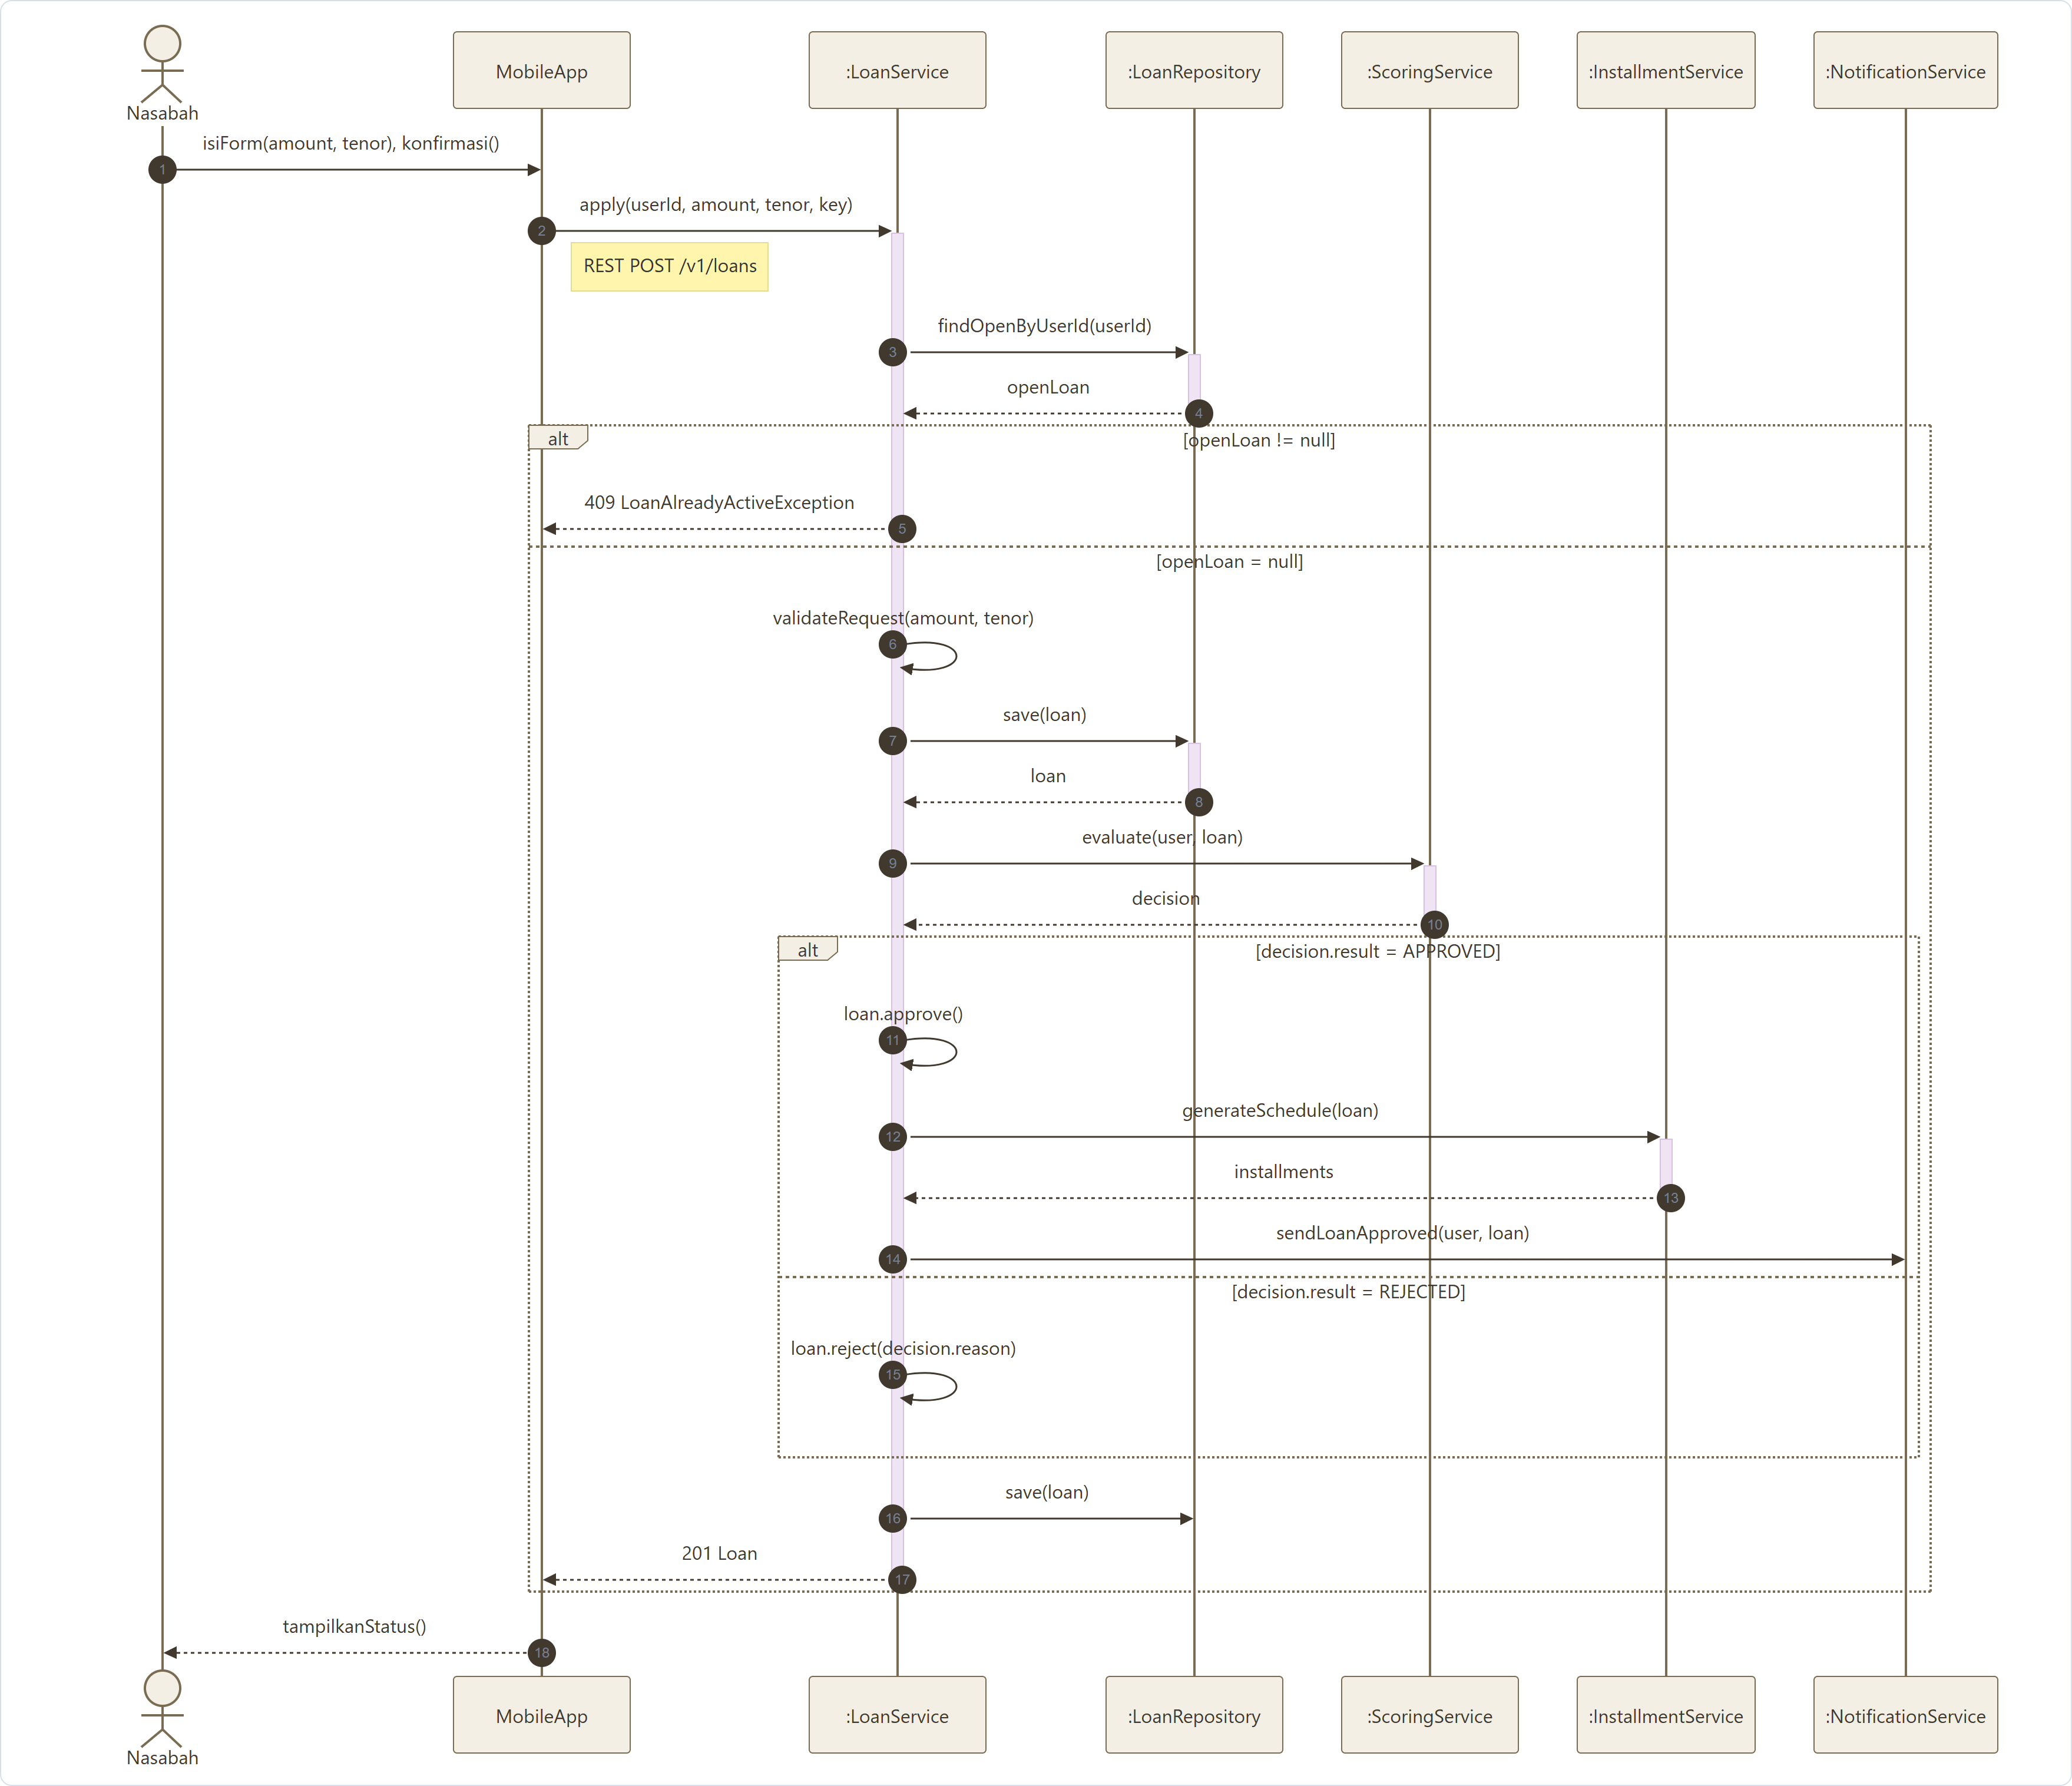 Nasabah
MobileApp
:LoanService
:LoanRepository
:ScoringService
:InstallmentService
:NotificationService
isiForm(amount, tenor), konfirmasi()
1
apply(userId, amount, tenor, key)
2
REST POST /v1/loans
findOpenByUserId(userId)
3
openLoan
4
alt
[openLoan != null]
409 LoanAlreadyActiveException
5
[openLoan = null]
validateRequest(amount, tenor)
6
save(loan)
7
loan
8
evaluate(user, loan)
9
decision
10
alt
[decision.result = APPROVED]
loan.approve()
11
generateSchedule(loan)
12
installments
13
sendLoanApproved(user, loan)
14
[decision.result = REJECTED]
loan.reject(decision.reason)
15
save(loan)
16
201 Loan
17
tampilkanStatus()
18
Nasabah
MobileApp
:LoanService
:LoanRepository
:ScoringService
:InstallmentService
:NotificationService